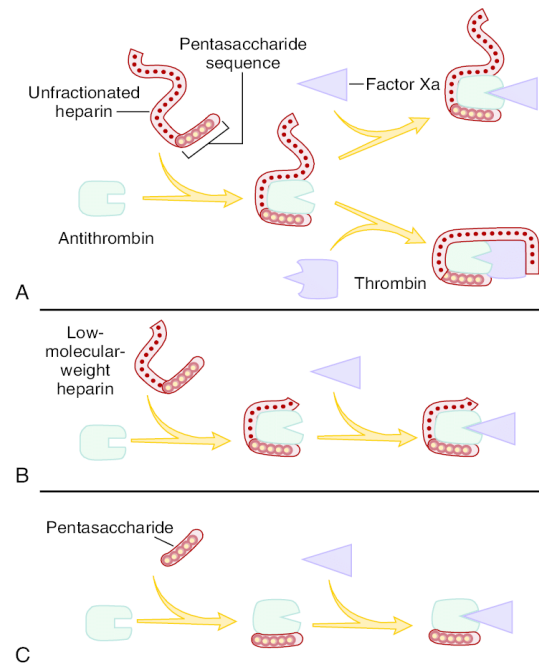 Pentasaccharide
sequence
Unfractionated
heparin
Factor Xa
Antithrombin
Thrombin
A
Low-
molecular-
weight
heparin
B
Pentasaccharide
C